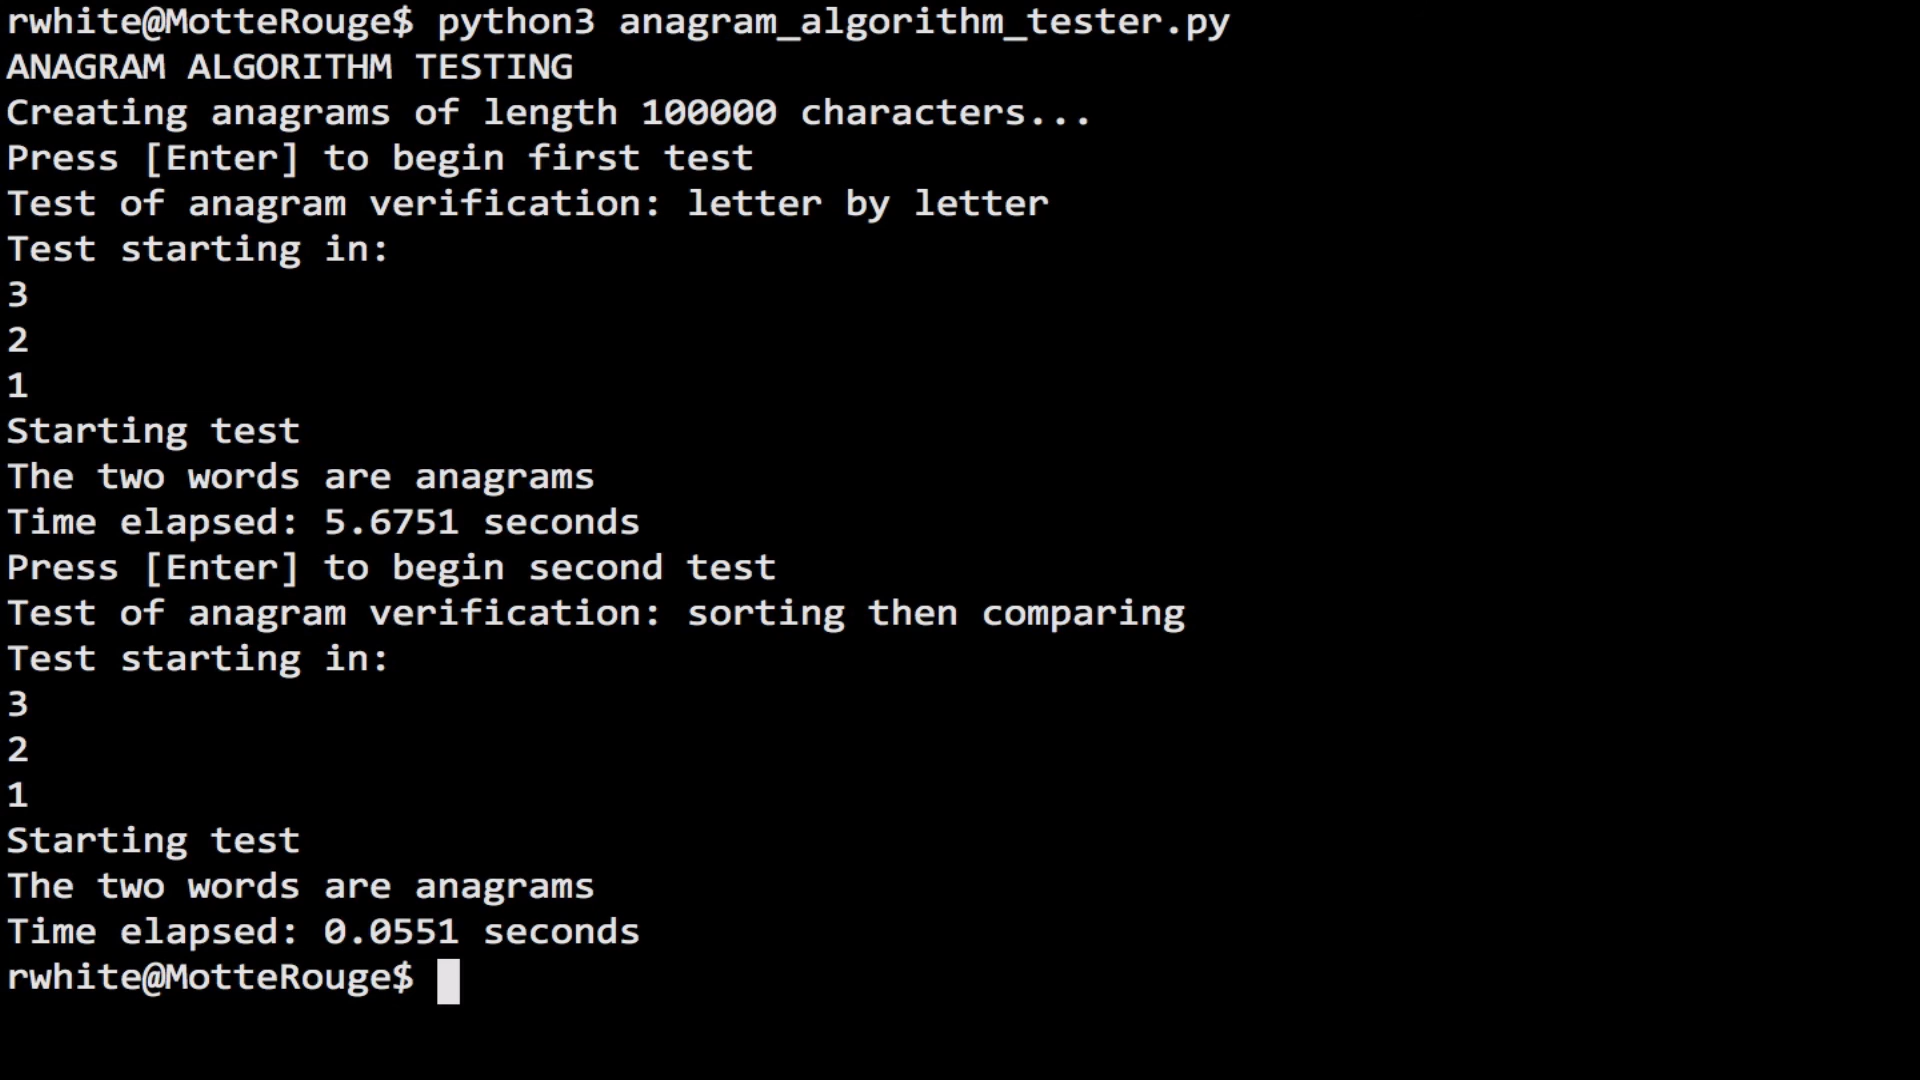 rwhite@MotteRouge$ python3 anagram_algorithm_tester.py
ANAGRAM ALGORITHM TESTING
Creating anagrams of length 100000 characters...
Press [Enter] to begin first test
Test of anagram verification: letter by letter
Test starting in:
3
2
1
Starting test
The two words are anagrams
Time elapsed: 5.6751 seconds
Press [Enter] to begin second test
Test of anagram verification: sorting then comparing
Test starting in:
3
2
1
Starting test
The two words are anagrams
Time elapsed: 0.0551 seconds
rwhite@MotteRouge$